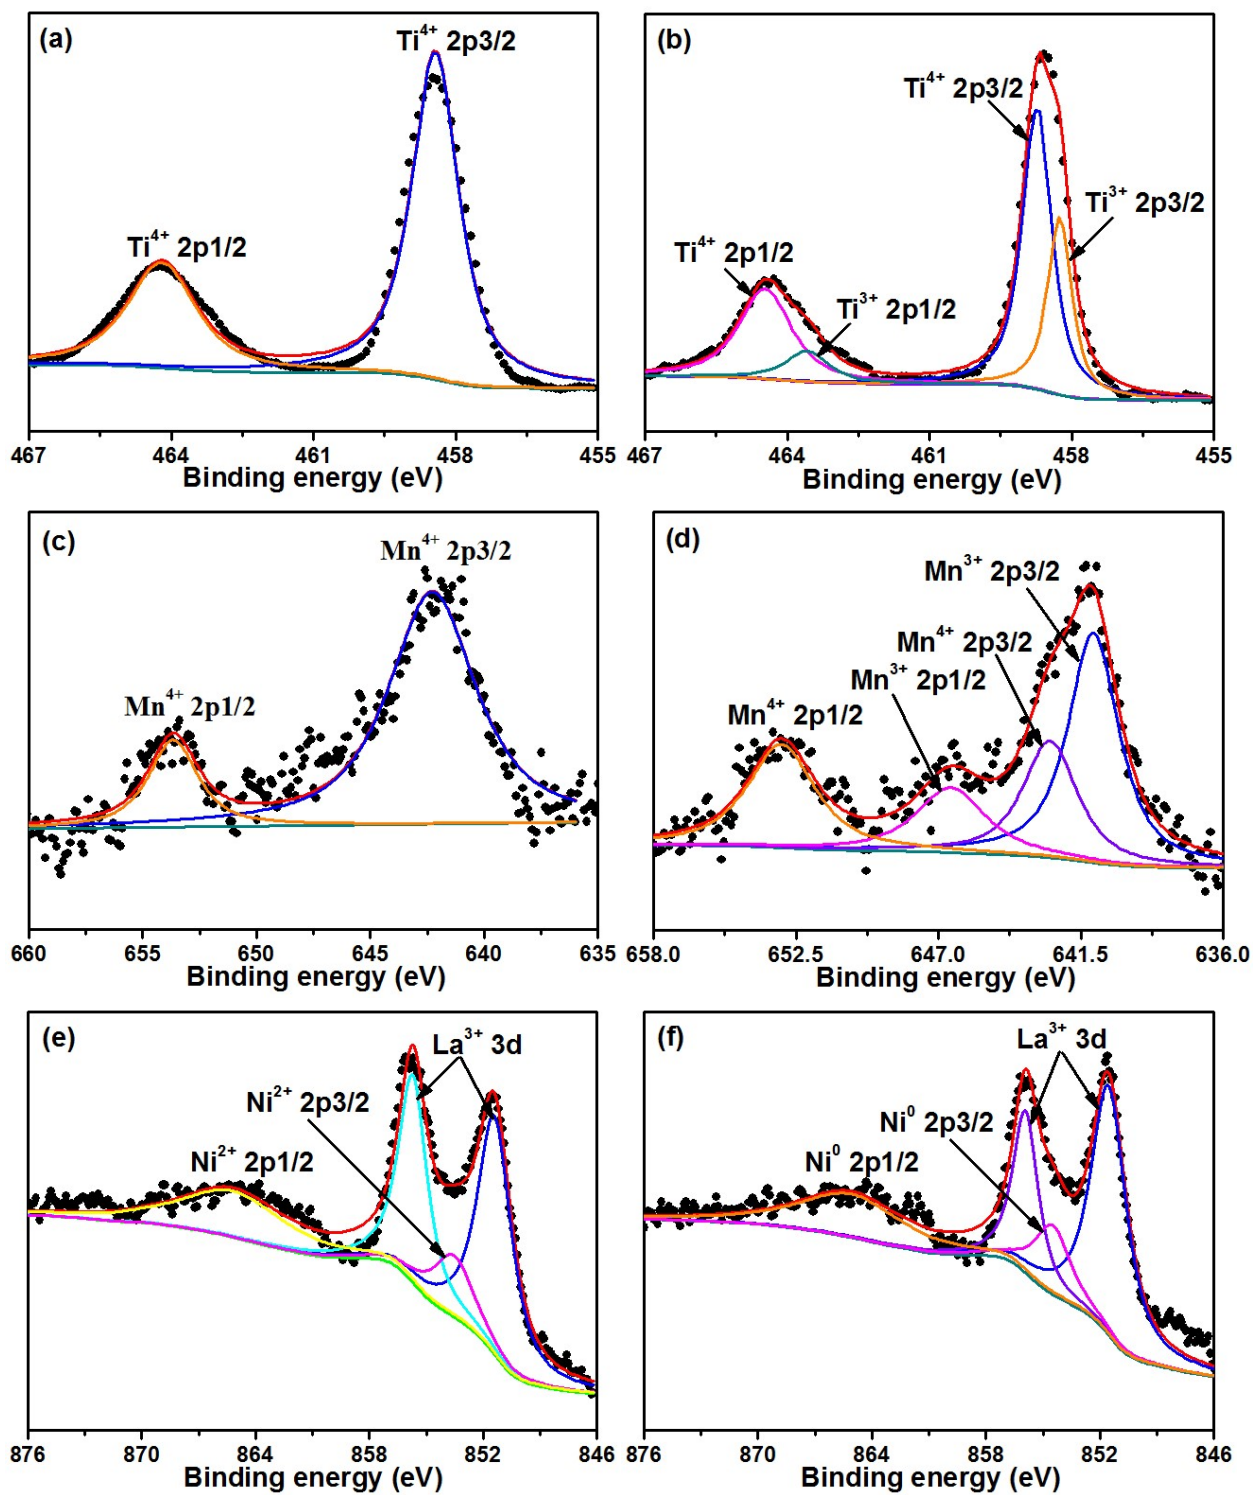 (a)
Ti4+ 2p3/2
Ti4+ 2p1/2
467 464 461 458 455
Binding energy (eV)
(b)
Ti4+ 2p3/2
Ti3+ 2p3/2
Ti4+ 2p1/2
Ti3+ 2p1/2
467 464 461 458 455
Binding energy (eV)
(c)
Mn4+ 2p3/2
Mn4+ 2p1/2
660 655 650 645 640 635
Binding energy (eV)
(d)
Mn3+ 2p3/2
Mn4+ 2p3/2
Mn3+ 2p1/2
Mn4+ 2p1/2
658.0 652.5 647.0 641.5 636.0
Binding energy (eV)
(e)
La3+ 3d
Ni2+ 2p3/2
Ni2+ 2p1/2
876 870 864 858 852 846
Binding energy (eV)
(f)
La3+ 3d
Ni0 2p3/2
Ni0 2p1/2
876 870 864 858 852 846
Binding energy (eV)